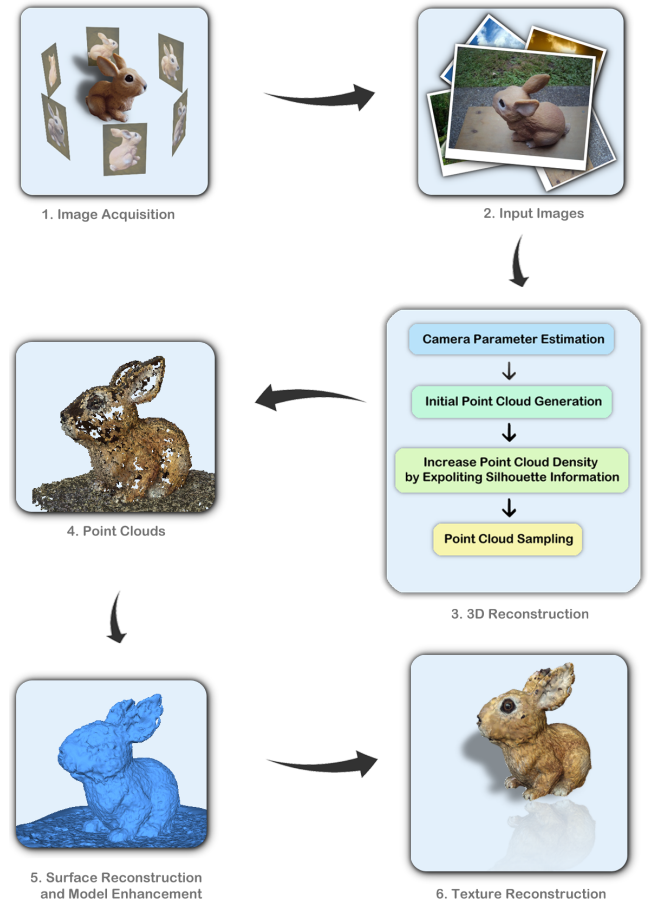 1. Image Acquisition
2. Input Images
Camera Parameter Estimation
Initial Point Cloud Generation
Increase Point Cloud Density
by Expoliting Silhouette Information
Point Cloud Sampling
3. 3D Reconstruction
4. Point Clouds
5. Surface Reconstruction
and Model Enhancement
6. Texture Reconstruction